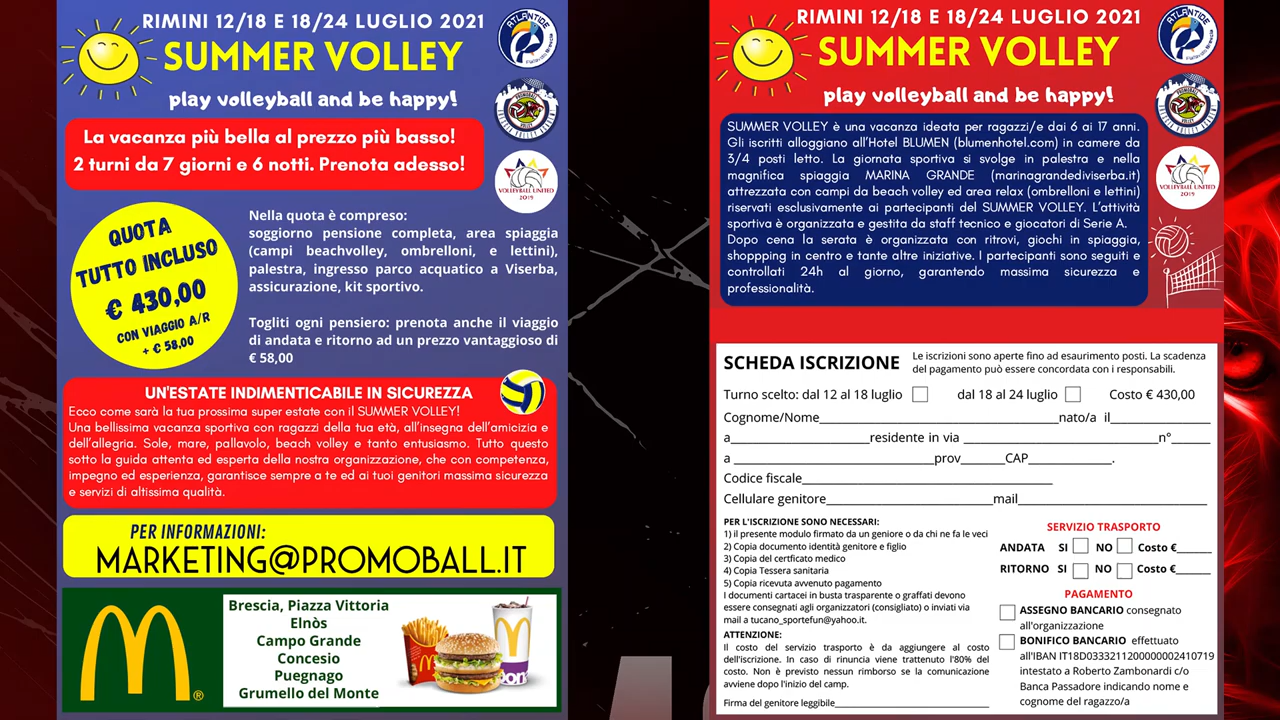 RIMINI 12/18 E 18/24 LUGLIO 2021
SUMMER VOLLEY
play volleyball and be happy!
ATLANTIDE
VOLLEYBALL UNITED
2019
La vacanza più bella al prezzo più basso!
2 turni da 7 giorni e 6 notti. Prenota adesso!
QUOTA
TUTTO INCLUSO
€ 430,00
CON VIAGGIO A/R
+ € 58,00
Nella quota è compreso:
soggiorno pensione completa, area spiaggia
(campi beachvolley, ombrelloni, e lettini),
palestra, ingresso parco acquatico a Viserba,
assicurazione, kit sportivo.
Togliti ogni pensiero: prenota anche il viaggio
di andata e ritorno ad un prezzo vantaggioso di
€ 58,00
UN'ESTATE INDIMENTICABILE IN SICUREZZA
Ecco come sarà la tua prossima super estate con il SUMMER VOLLEY!
Una bellissima vacanza sportiva con ragazzi della tua età, all'insegna dell'amicizia e
dell'allegria. Sole, mare, pallavolo, beach volley e tanto entusiasmo. Tutto questo
sotto la guida attenta ed esperta della nostra organizzazione, che con competenza,
impegno ed esperienza, garantisce sempre a te ed ai tuoi genitori massima sicurezza
e servizi di altissima qualità.
PER INFORMAZIONI:
MARKETING@PROMOBALL.IT
Brescia, Piazza Vittoria
Elnòs
Campo Grande
Concesio
Puegnago
Grumello del Monte
RIMINI 12/18 E 18/24 LUGLIO 2021
SUMMER VOLLEY
play volleyball and be happy!
ATLANTIDE
VOLLEYBALL UNITED
2019
SUMMER VOLLEY è una vacanza ideata per ragazzi/e dai 6 ai 17 anni.
Gli iscritti alloggiano all'Hotel BLUMEN (blumenhotel.com) in camere da
3/4 posti letto. La giornata sportiva si svolge in palestra e nella
magnifica spiaggia MARINA GRANDE (marinagrandediviserba.it)
attrezzata con campi da beach volley ed area relax (ombrelloni e lettini)
riservati esclusivamente ai partecipanti del SUMMER VOLLEY. L'attività
sportiva è organizzata e gestita da staff tecnico e giocatori di Serie A.
Dopo cena la serata è organizzata con ritrovi, giochi in spiaggia,
shoppping in centro e tante altre iniziative. I partecipanti sono seguiti e
controllati 24h al giorno, garantendo massima sicurezza e
professionalità.
SCHEDA ISCRIZIONE
Le iscrizioni sono aperte fino ad esaurimento posti. La scadenza
del pagamento può essere concordata con i responsabili.
Turno scelto: dal 12 al 18 luglio dal 18 al 24 luglio Costo € 430,00
Cognome/Nome____nato/a il____
a____residente in via ____n°____
a ____prov____CAP____.
Codice fiscale____
Cellulare genitore____mail____
PER L'ISCRIZIONE SONO NECESSARI:
1) il presente modulo firmato da un geniore o da chi ne fa le veci
2) Copia documento identità genitore e figlio
3) Copia del certficato medico
4) Copia Tessera sanitaria
5) Copia ricevuta avvenuto pagamento
I documenti cartacei in busta trasparente o graffati devono
essere consegnati agli organizzatori (consigliato) o inviati via
mail a tucano_sportefun@yahoo.it.
ATTENZIONE:
Il costo del servizio trasporto è da aggiungere al costo
dell'iscrizione. In caso di rinuncia viene trattenuto l'80% del
costo. Non è previsto nessun rimborso se la comunicazione
avviene dopo l'inizio del camp.
Firma del genitore leggibile____
SERVIZIO TRASPORTO
ANDATA SI NO Costo €____
RITORNO SI NO Costo €____
PAGAMENTO
ASSEGNO BANCARIO consegnato
all'organizzazione
BONIFICO BANCARIO effettuato
all'IBAN IT18D0333211200000002410719
intestato a Roberto Zambonardi c/o
Banca Passadore indicando nome e
cognome del ragazzo/a